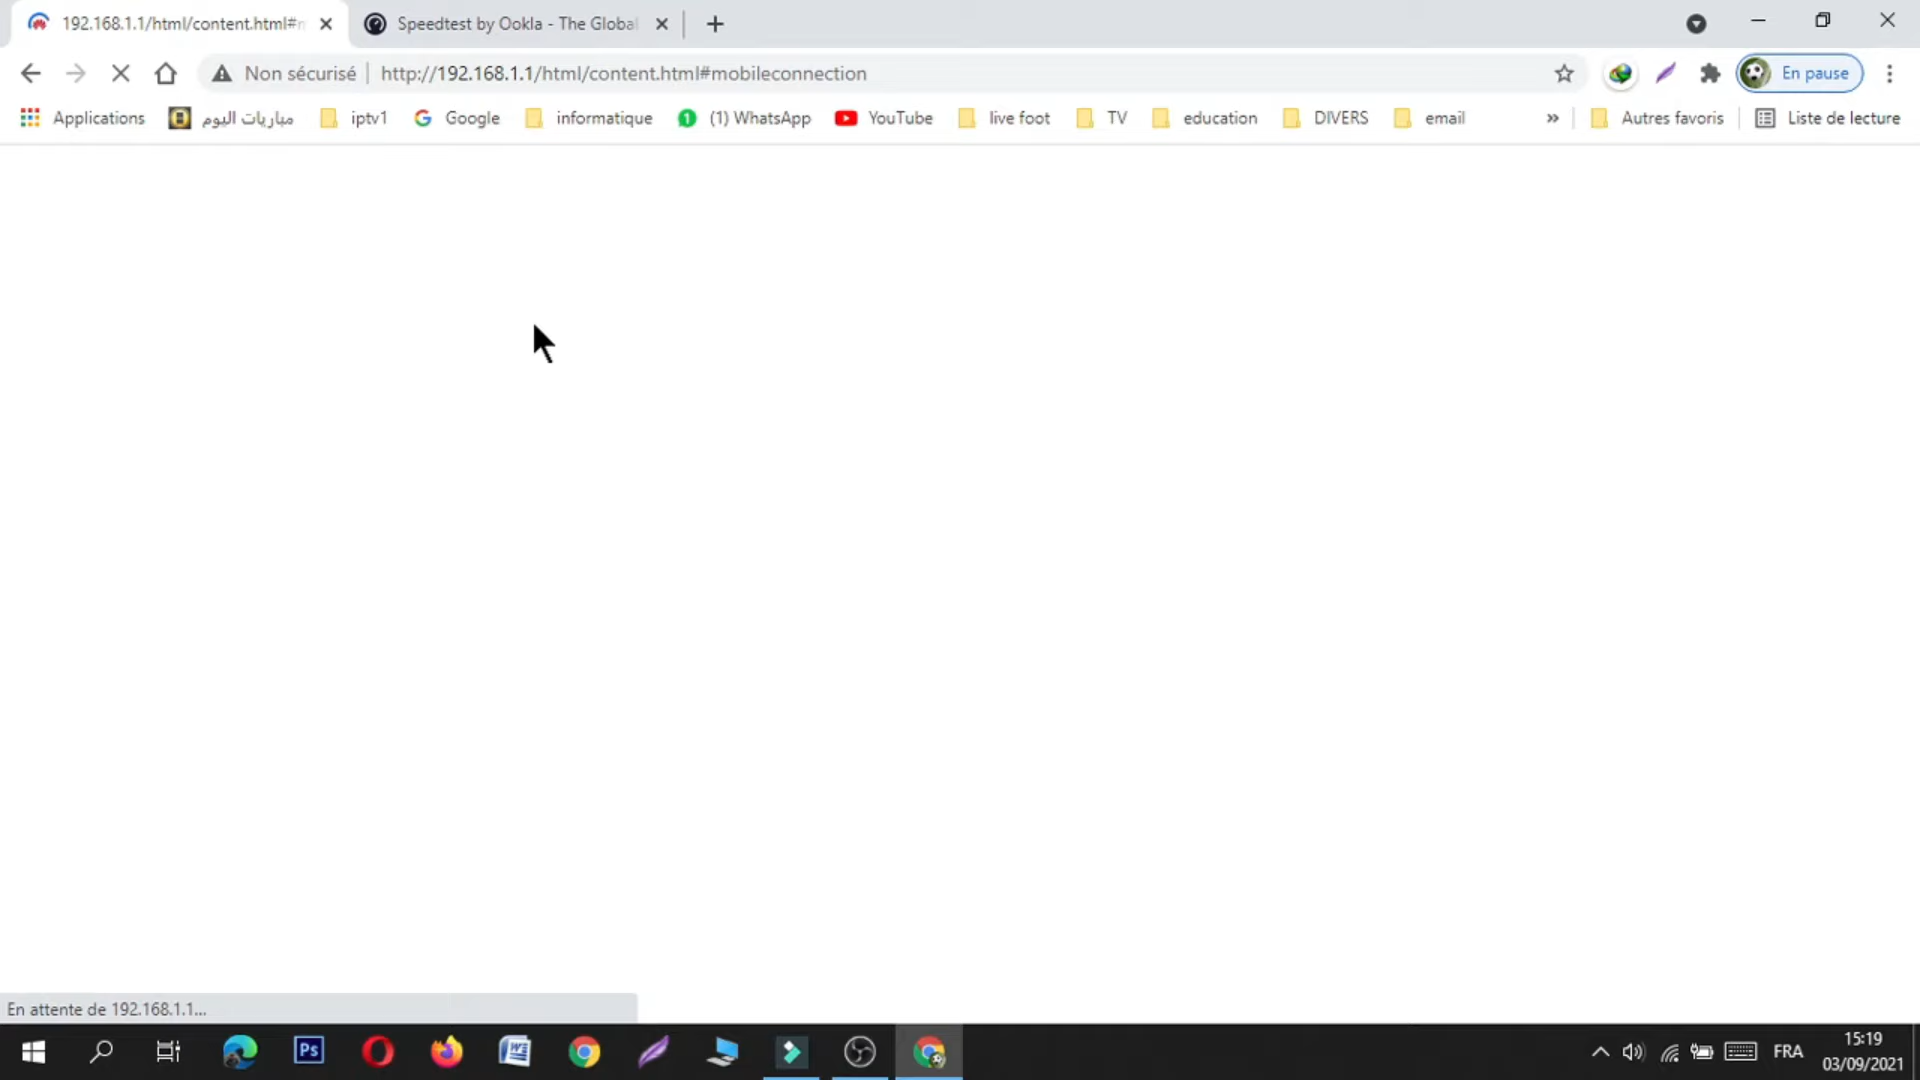 192.168.1.1/html/content.html#
Speedtest by Ookla - The Global
Non sécurisé
http://192.168.1.1/html/content.html#mobileconnection
En pause
Applications
مباريات اليوم
iptv1
Google
informatique
(1) WhatsApp
YouTube
live foot
TV
education
DIVERS
email
»
Autres favoris
Liste de lecture
En attente de 192.168.1.1...
Ps
FRA
15:19
03/09/2021